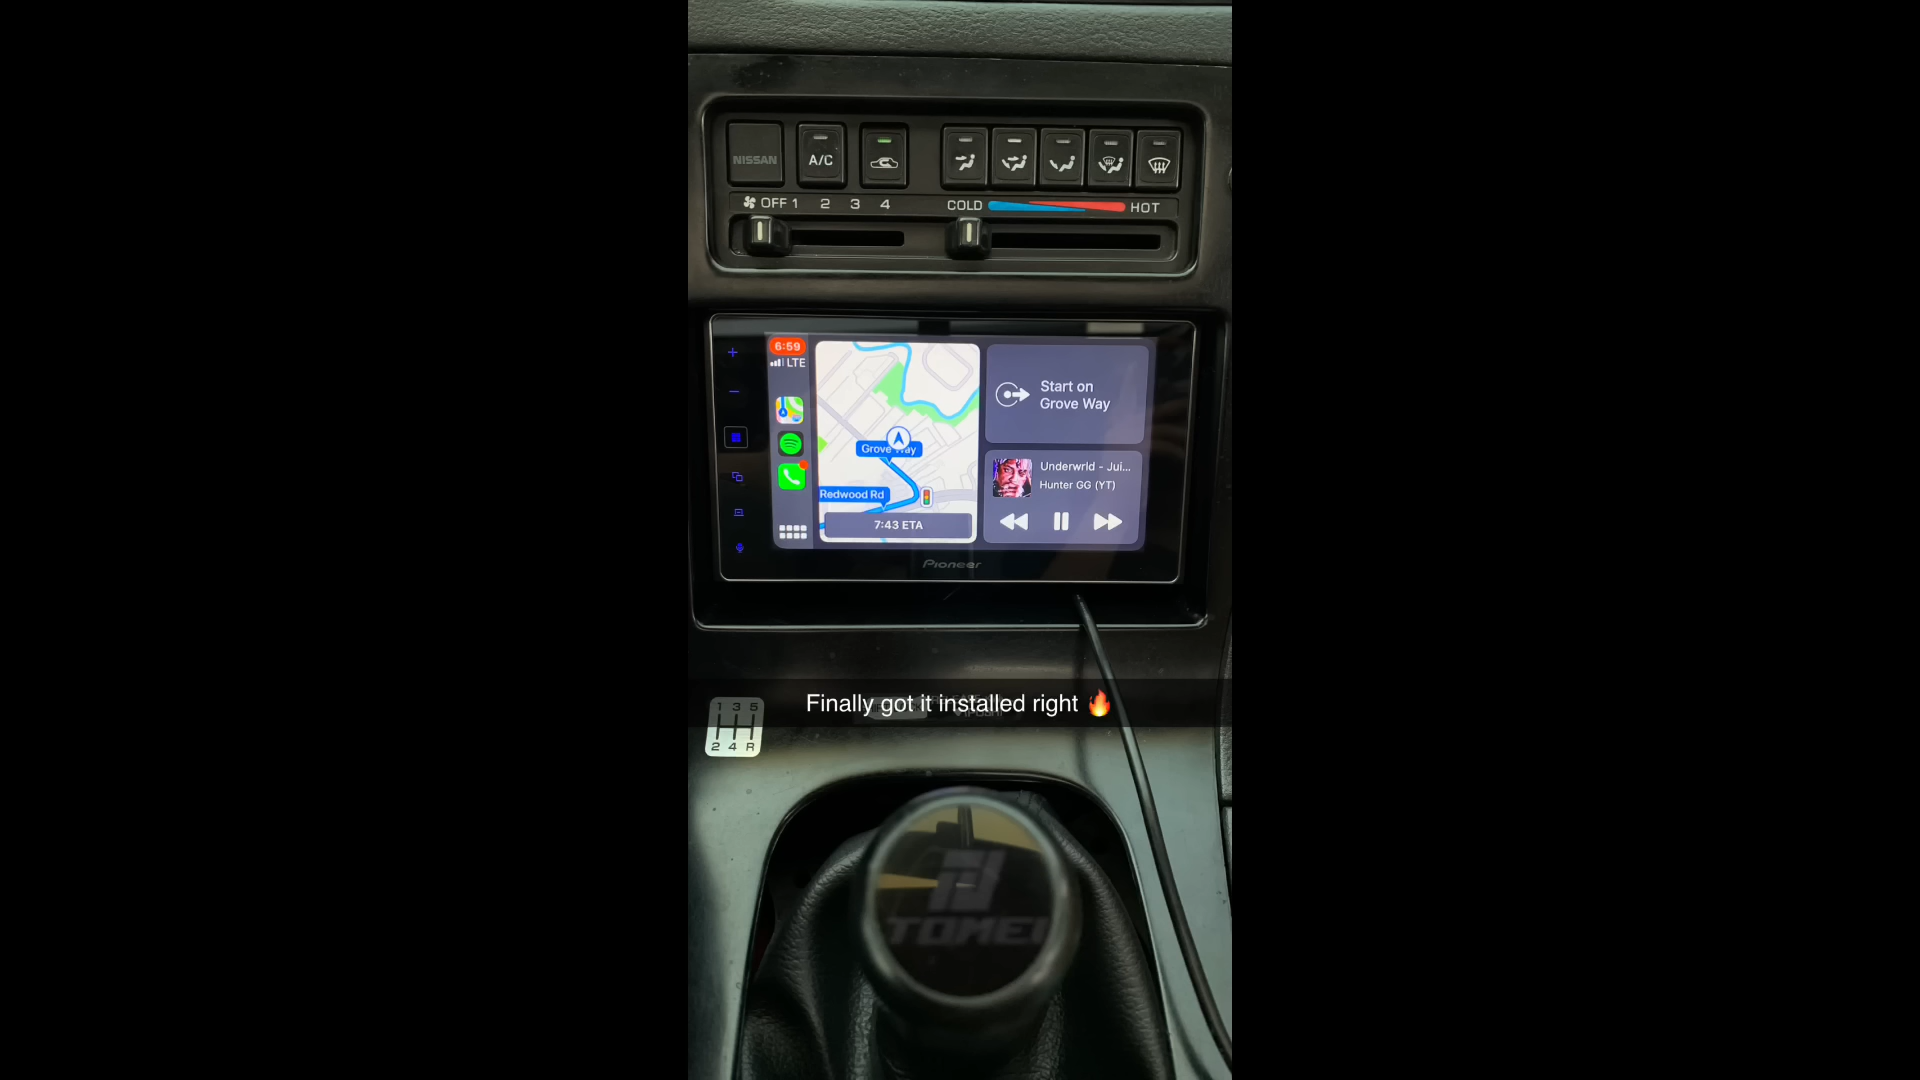 NISSAN
A/C
OFF 1 2 3 4
COLD HOT
6:59
LTE
Start on
Grove Way
Redwood Rd
7:43 ETA
Underwrld - Jui...
Hunter GG (YT)
Pioneer
Finally got it installed right 🔥
1 3 5
2 4 R
TOMEI